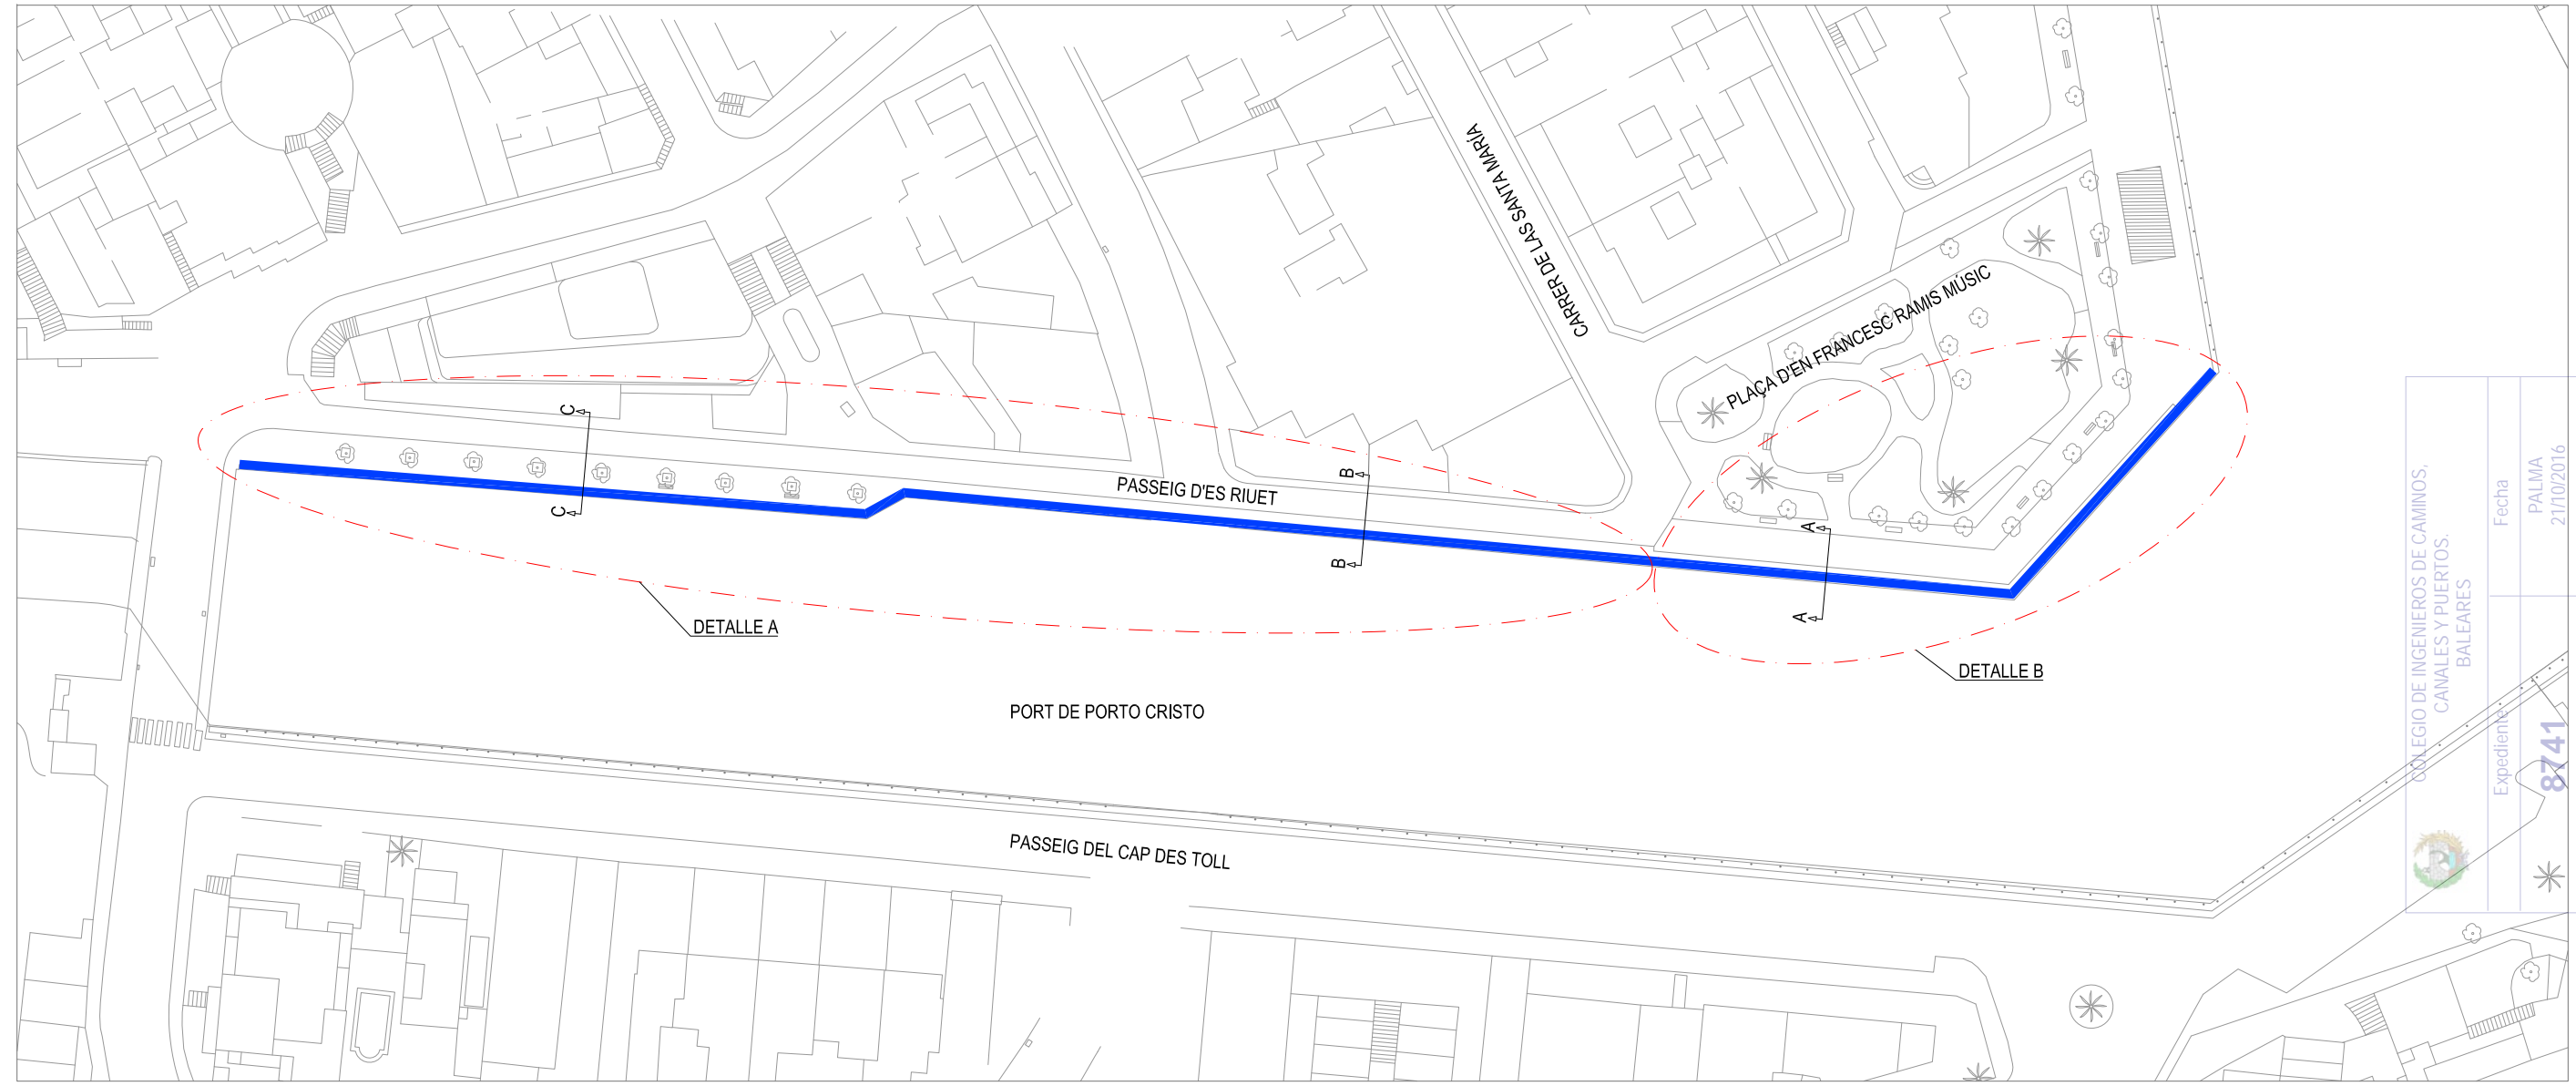 CARRER DE LAS SANTA MARÍA
PLAÇA D'EN FRANCESC RAMIS MÚSIC
C
C
PASSEIG D'ES RIUET
B
B
A
A
DETALLE A
DETALLE B
PORT DE PORTO CRISTO
PASSEIG DEL CAP DES TOLL
COLEGIO DE INGENIEROS DE CAMINOS,
CANALES Y PUERTOS.
BALEARES
Expediente
Fecha
8741
PALMA
21/10/2016